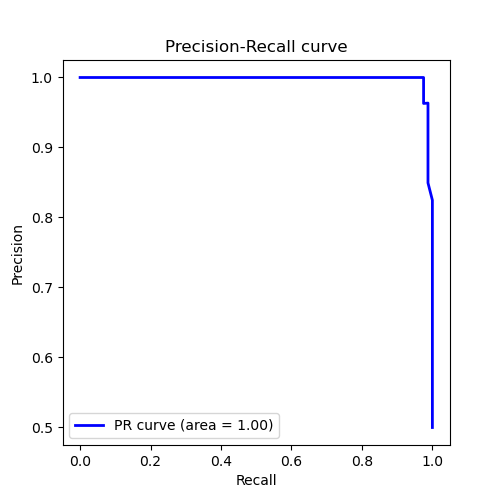 Precision-Recall curve
1.0
0.9
0.8
0.7
0.6
0.5
Precision
PR curve (area = 1.00)
0.0 0.2 0.4 0.6 0.8 1.0
Recall